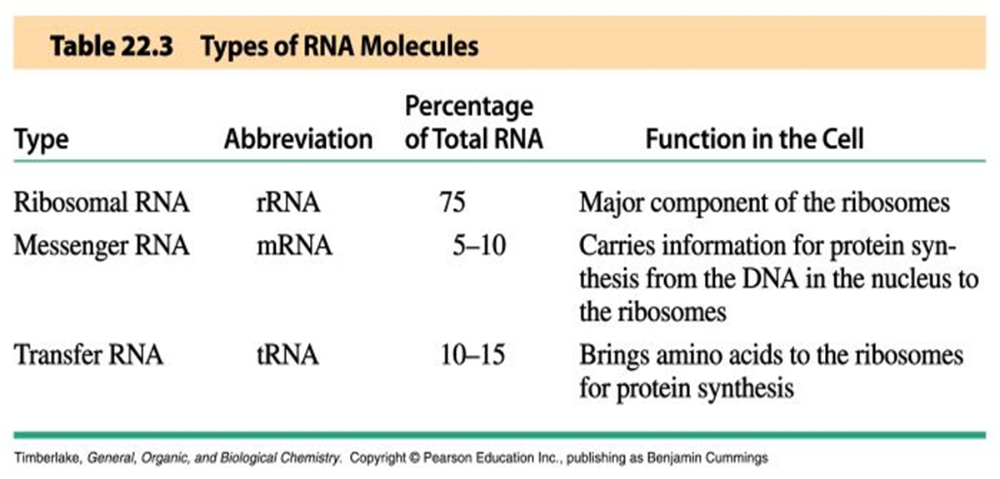 Table 22.3 Types of RNA Molecules
Percentage
Type Abbreviation of Total RNA Function in the Cell
Ribosomal RNA rRNA 75 Major component of the ribosomes
Messenger RNA mRNA 5–10 Carries information for protein syn-
thesis from the DNA in the nucleus to
the ribosomes
Transfer RNA tRNA 10–15 Brings amino acids to the ribosomes
for protein synthesis
Timberlake, General, Organic, and Biological Chemistry. Copyright © Pearson Education Inc., publishing as Benjamin Cummings